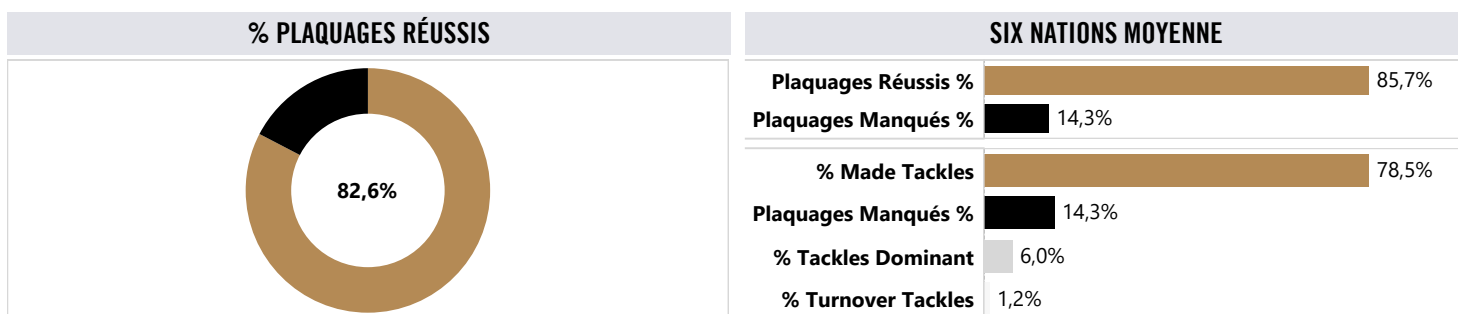 % PLAQUAGES RÉUSSIS
82,6%
SIX NATIONS MOYENNE
Plaquages Réussis % 85,7%
Plaquages Manqués % 14,3%
% Made Tackles 78,5%
Plaquages Manqués % 14,3%
% Tackles Dominant 6,0%
% Turnover Tackles 1,2%